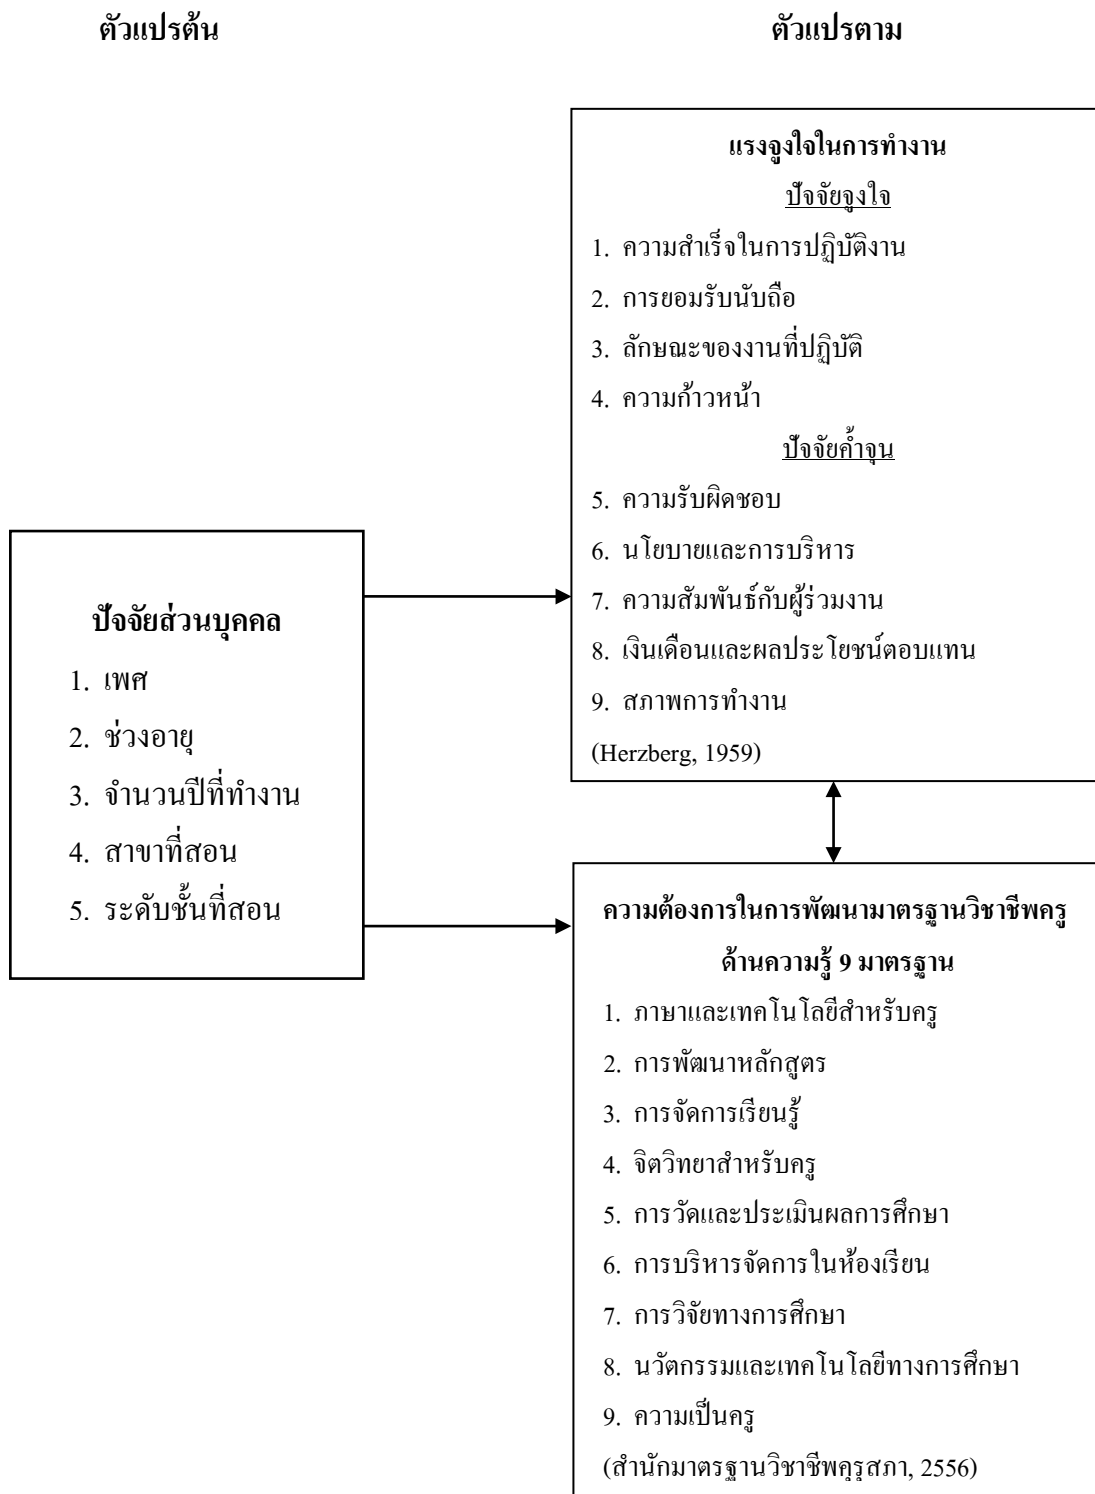 ตัวแปรต้น
ตัวแปรตาม
แรงจูงใจในการทำงาน
ปัจจัยจูงใจ
1. ความสำเร็จในการปฏิบัติงาน
2. การยอมรับนับถือ
3. ลักษณะของงานที่ปฏิบัติ
4. ความก้าวหน้า
ปัจจัยค้ำจุน
5. ความรับผิดชอบ
6. นโยบายและการบริหาร
7. ความสัมพันธ์กับผู้ร่วมงาน
8. เงินเดือนและผลประโยชน์ตอบแทน
9. สภาพการทำงาน
(Herzberg, 1959)
ปัจจัยส่วนบุคคล
1. เพศ
2. ช่วงอายุ
3. จำนวนปีที่ทำงาน
4. สาขาที่สอน
5. ระดับชั้นที่สอน
ความต้องการในการพัฒนามาตรฐานวิชาชีพครู
ด้านความรู้ 9 มาตรฐาน
1. ภาษาและเทคโนโลยีสำหรับครู
2. การพัฒนาหลักสูตร
3. การจัดการเรียนรู้
4. จิตวิทยาสำหรับครู
5. การวัดและประเมินผลการศึกษา
6. การบริหารจัดการในห้องเรียน
7. การวิจัยทางการศึกษา
8. นวัตกรรมและเทคโนโลยีทางการศึกษา
9. ความเป็นครู
(สำนักมาตรฐานวิชาชีพคุรุสภา, 2556)